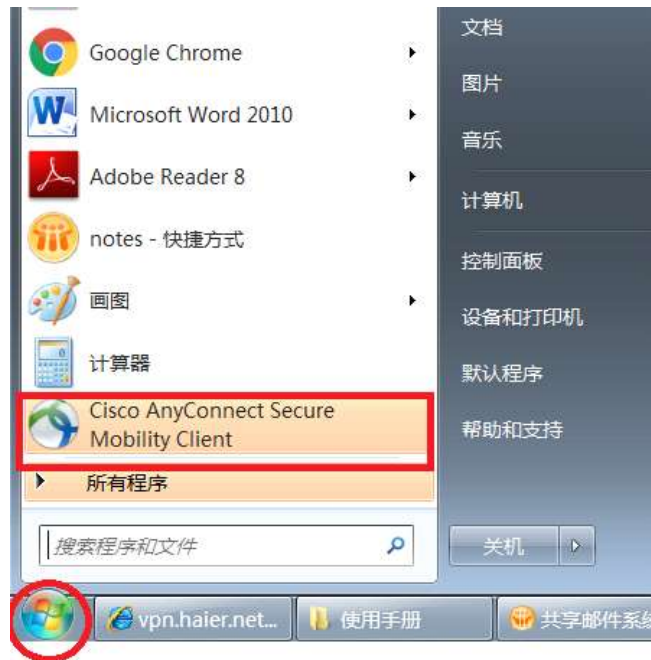 Google Chrome
Microsoft Word 2010
Adobe Reader 8
notes - 快捷方式
画图
计算器
Cisco AnyConnect Secure
Mobility Client
所有程序
搜索程序和文件
文档
图片
音乐
计算机
控制面板
设备和打印机
默认程序
帮助和支持
关机
vpn.haier.net...
使用手册
共享邮件系统